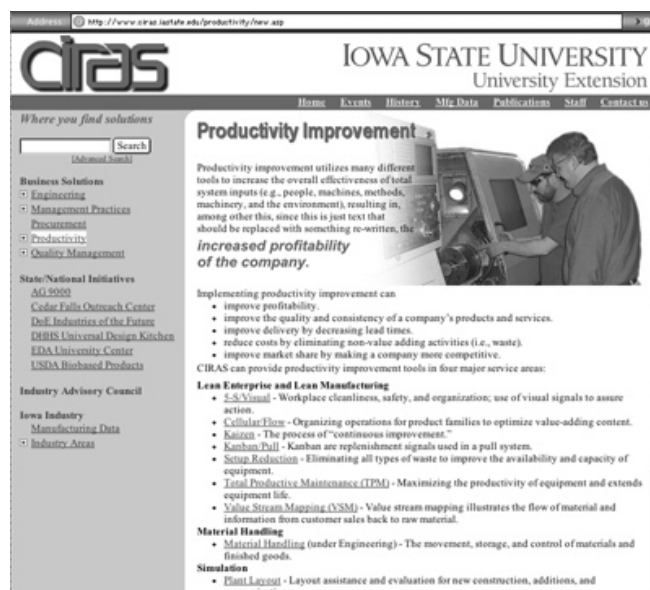 Address http://www.ciras.iastate.edu/productivity/new.asp
ciras
IOWA STATE UNIVERSITY
University Extension
Home Events History Mfg Data Publications Staff Contact us
Where you find solutions
Search
[Advanced Search]
Business Solutions
Engineering
Management Practices
Procurement
Productivity
Quality Management
State/National Initiatives
AG 9000
Cedar Falls Outreach Center
DoE Industries of the Future
DHHS Universal Design Kitchen
EDA University Center
USDA Biobased Products
Industry Advisory Council
Iowa Industry
Manufacturing Data
Industry Areas
Productivity Improvement
Productivity improvement utilizes many different
tools to increase the overall effectiveness of total
system inputs (e.g., people, machines, methods,
machinery, and the environment), resulting in,
among other this, since this is just text that
should be replaced with something re-written, the
increased profitability
of the company.
Implementing productivity improvement can
• improve profitability.
• improve the quality and consistency of a company's products and services.
• improve delivery by decreasing lead times.
• reduce costs by eliminating non-value adding activities (i.e., waste).
• improve market share by making a company more competitive.
CIRAS can provide productivity improvement tools in four major service areas:
Lean Enterprise and Lean Manufacturing
• 5-S/Visual - Workplace cleanliness, safety, and organization; use of visual signals to assure
action.
• Cellular/Flow - Organizing operations for product families to optimize value-adding content.
• Kaizen - The process of "continuous improvement."
• Kanban/Pull - Kanban are replenishment signals used in a pull system.
• Setup Reduction - Eliminating all types of waste to improve the availability and capacity of
equipment.
• Total Productive Maintenance (TPM) - Maximizing the productivity of equipment and extends
equipment life.
• Value Stream Mapping (VSM) - Value stream mapping illustrates the flow of material and
information from customer sales back to raw material.
Material Handling
• Material Handling (under Engineering) - The movement, storage, and control of materials and
finished goods.
Simulation
• Plant Layout - Layout assistance and evaluation for new construction, additions, and